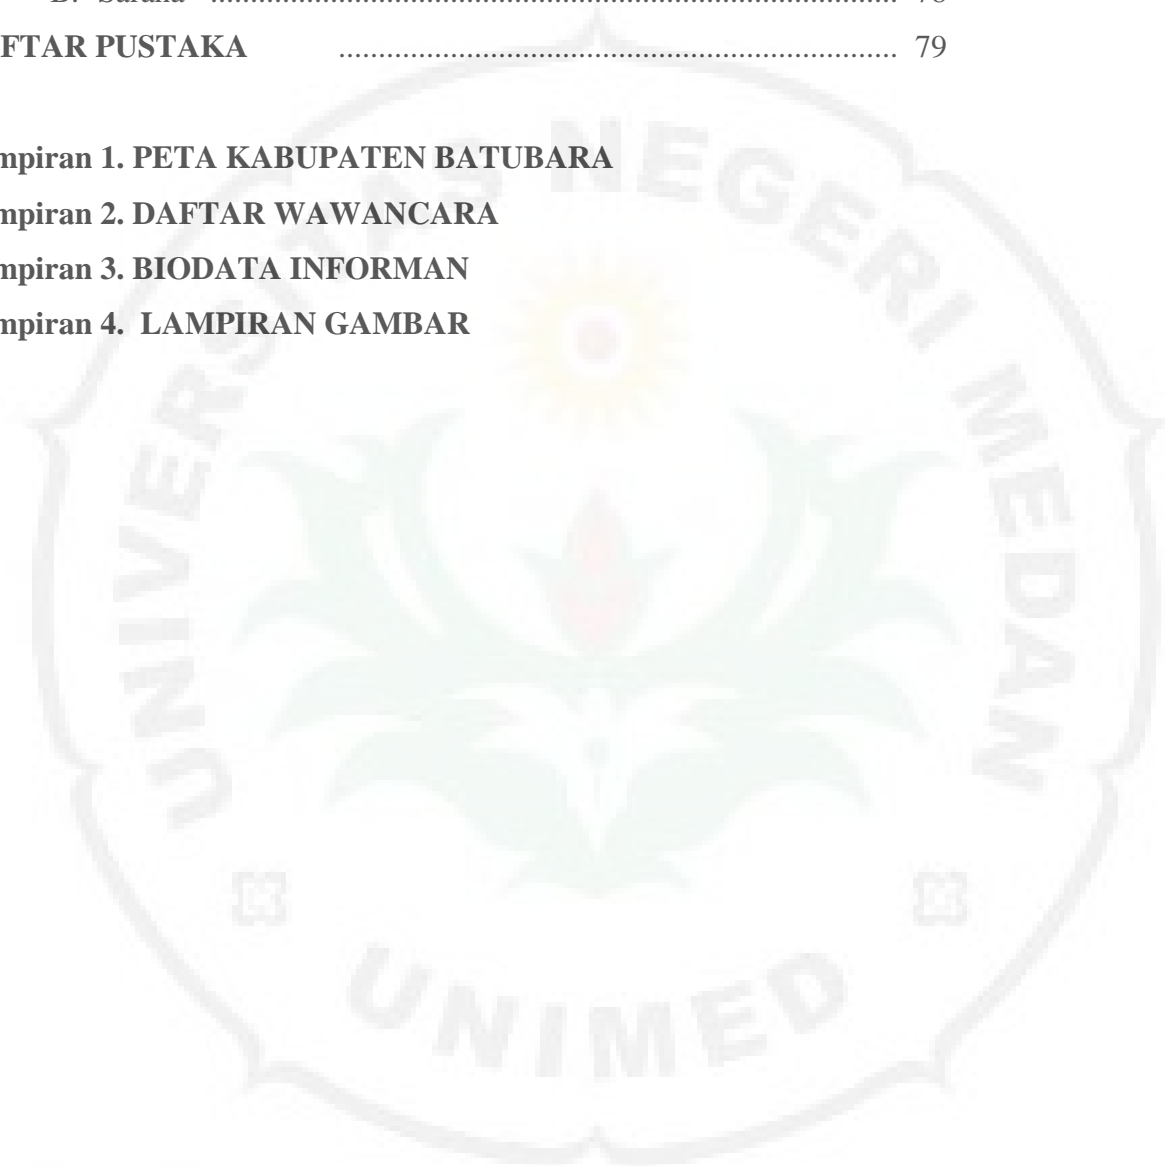 FTAR PUSTAKA ...................................................................... 79
mpiran 1. PETA KABUPATEN BATUBARA
mpiran 2. DAFTAR WAWANCARA
mpiran 3. BIODATA INFORMAN
mpiran 4. LAMPIRAN GAMBAR
UNIVERSITAS NEGERI MEDAN
UNIMED